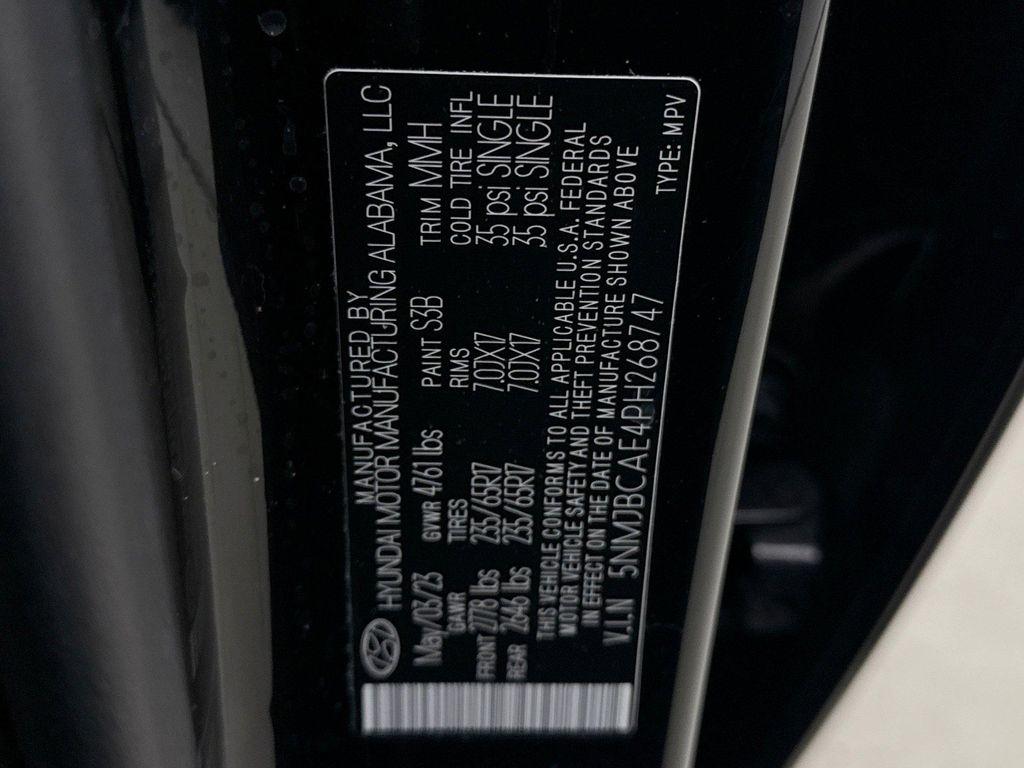 MANUFACTURED BY
HYUNDAI MOTOR MANUFACTURING ALABAMA, LLC
May/03/23 GVWR 4761 lbs PAINT S3B TRIM MMH
GAWR TIRES RIMS COLD TIRE INFL
FRONT 2778 lbs 235/65R17 7.0JX17 35 psi SINGLE
REAR 2646 lbs 235/65R17 7.0JX17 35 psi SINGLE
THIS VEHICLE CONFORMS TO ALL APPLICABLE U.S.A. FEDERAL
MOTOR VEHICLE SAFETY AND THEFT PREVENTION STANDARDS
IN EFFECT ON THE DATE OF MANUFACTURE SHOWN ABOVE
V.I.N 5NMJBCAE4PH268747
TYPE: MPV